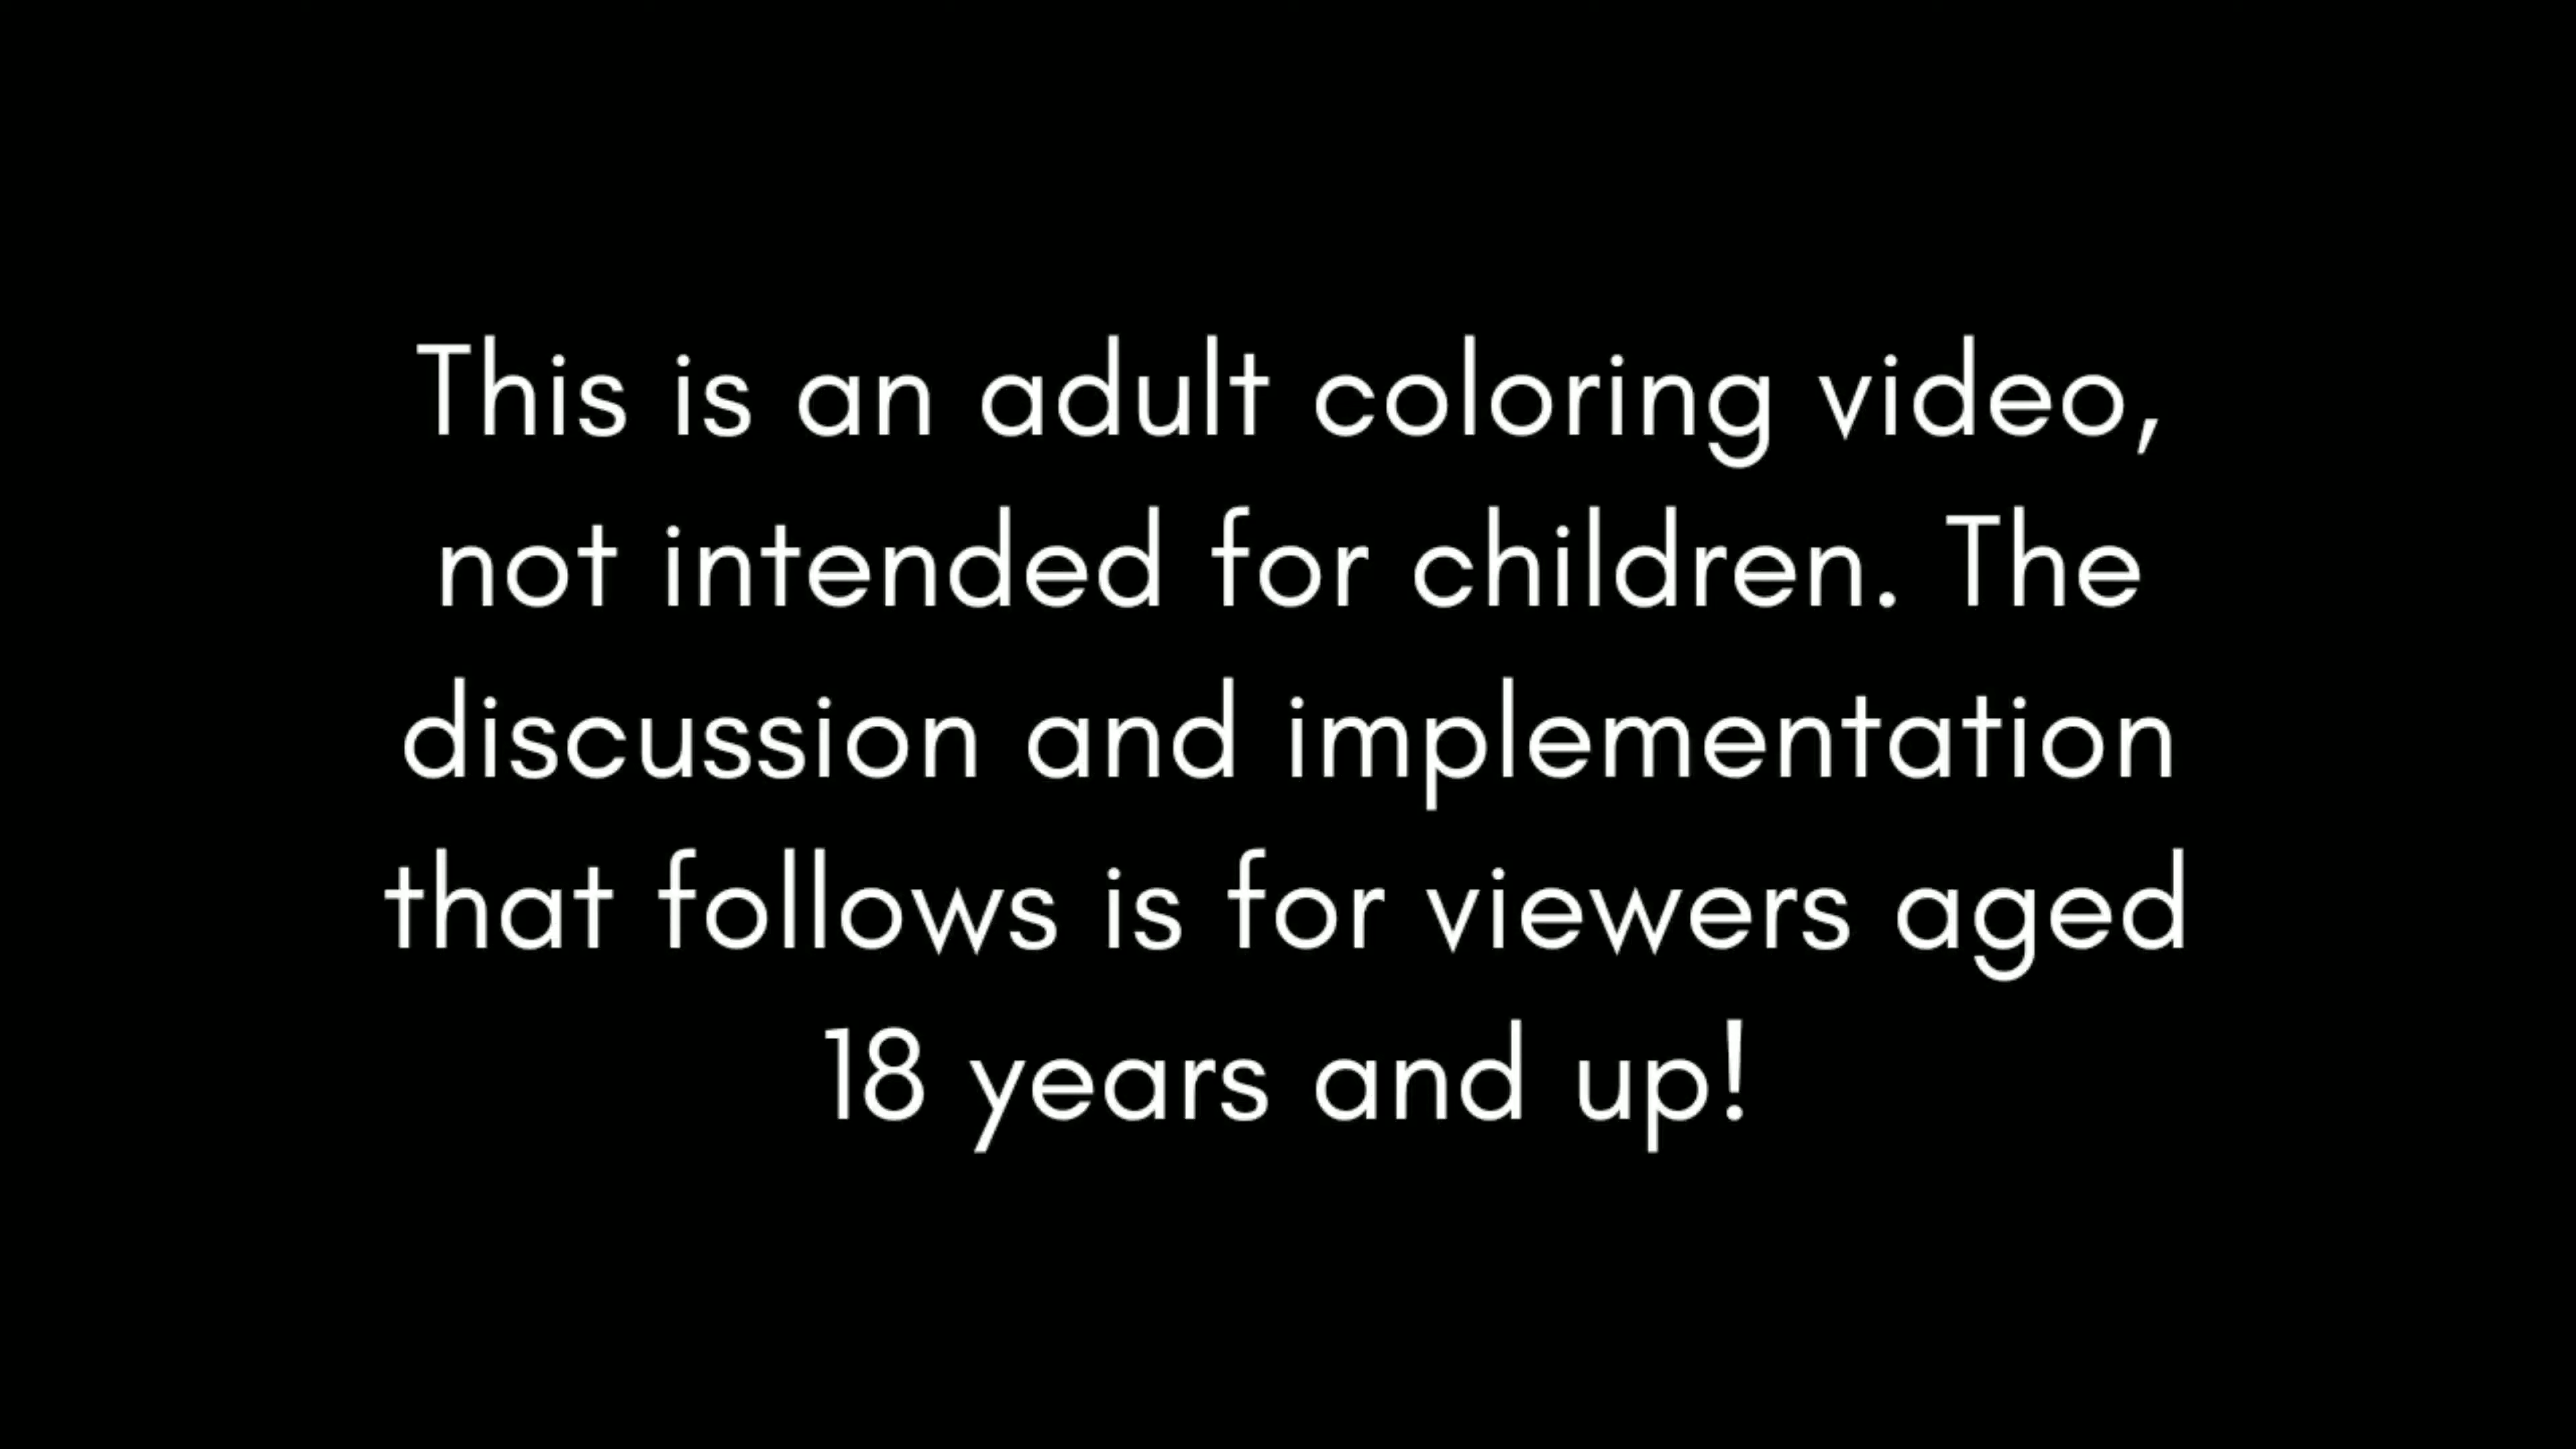 This is an adult coloring video,
not intended for children. The
discussion and implementation
that follows is for viewers aged
18 years and up!